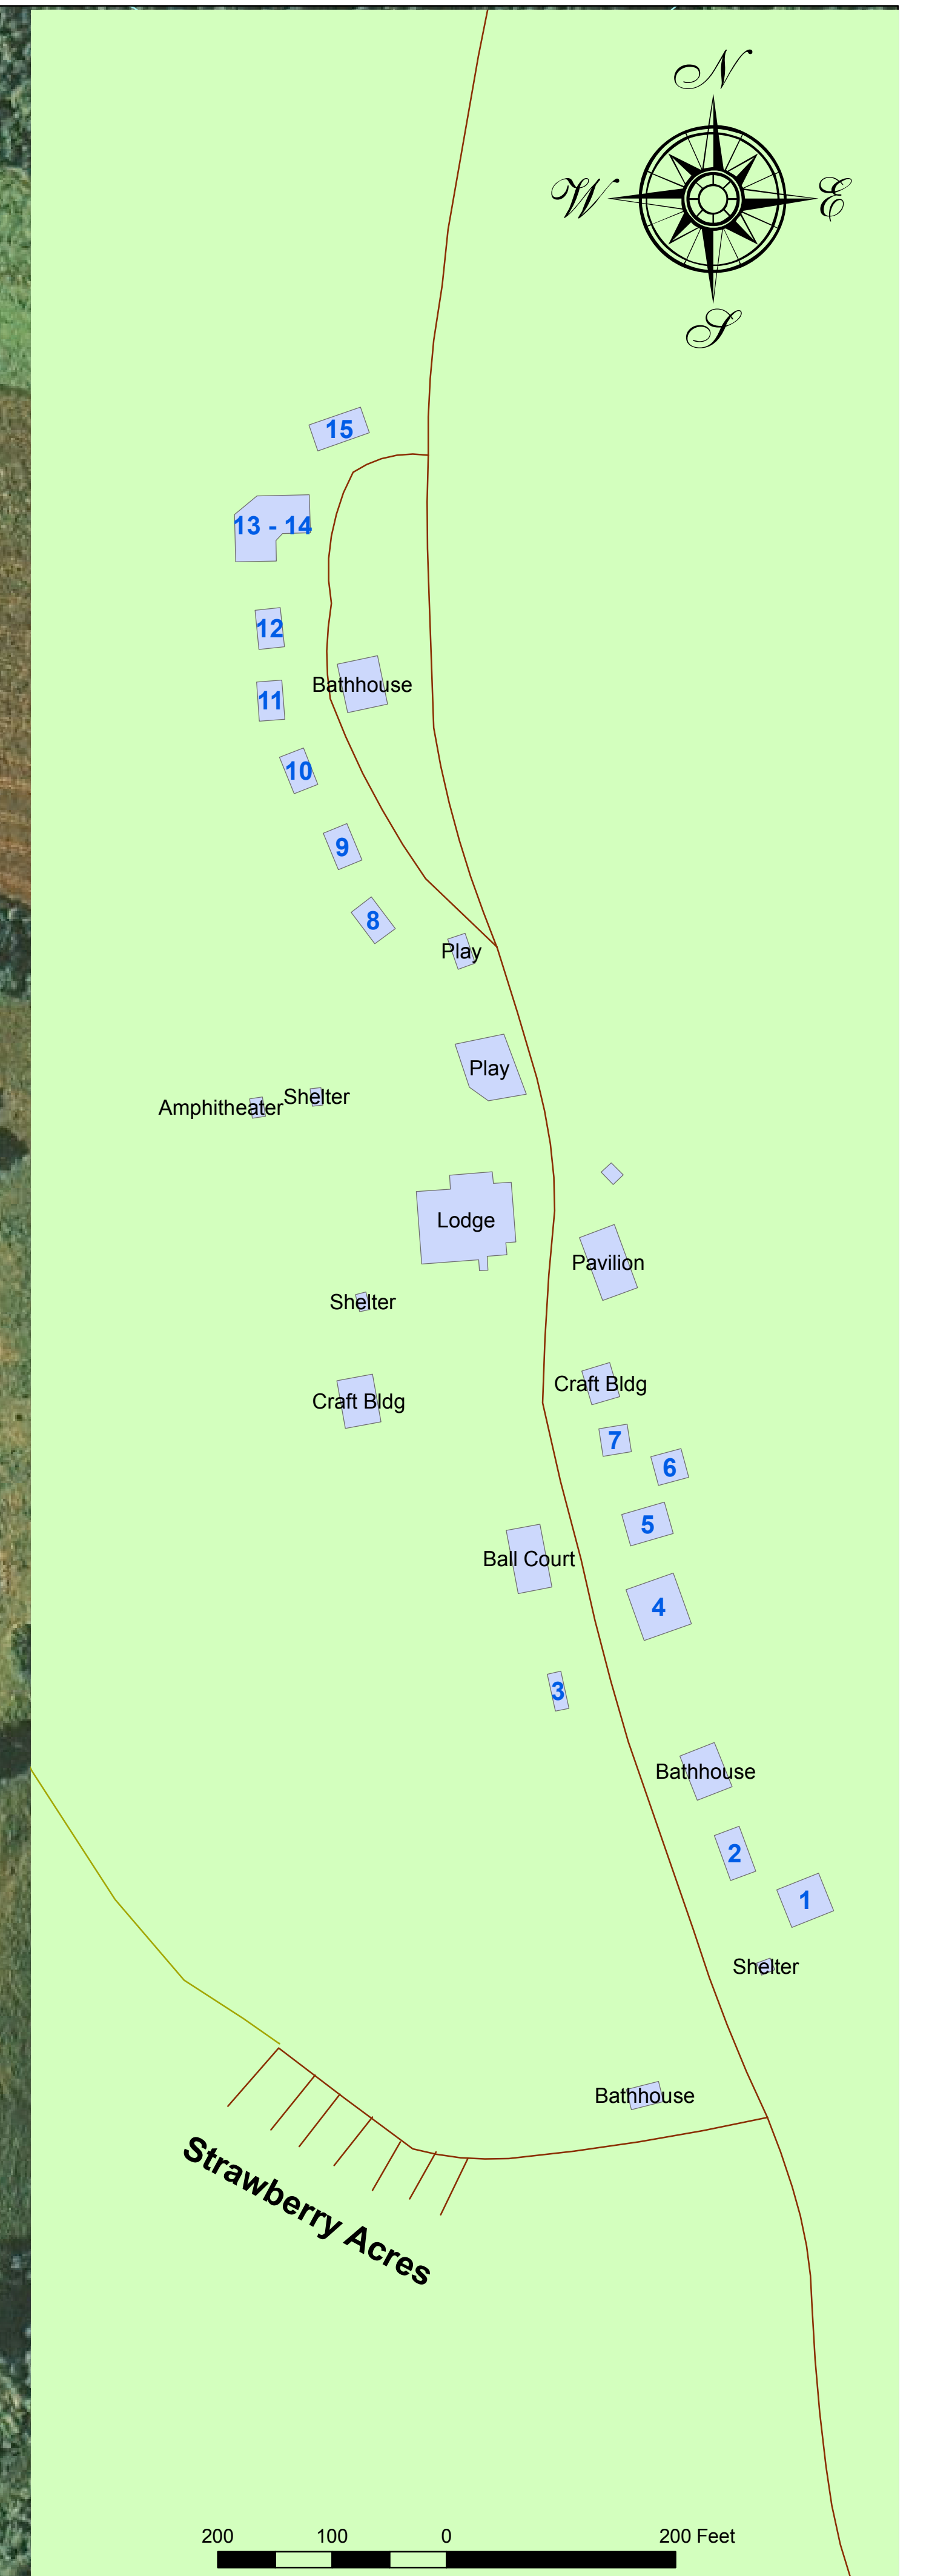 N
W
E
S
15
13 - 14
12
Bathhouse
11
10
9
8
Play
Play
Shelter
Amphitheater
Lodge
Pavilion
Shelter
Craft Bldg
Craft Bldg
7
6
5
Ball Court
4
3
Bathhouse
2
1
Shelter
Bathhouse
Strawberry Acres
200 100 0 200 Feet